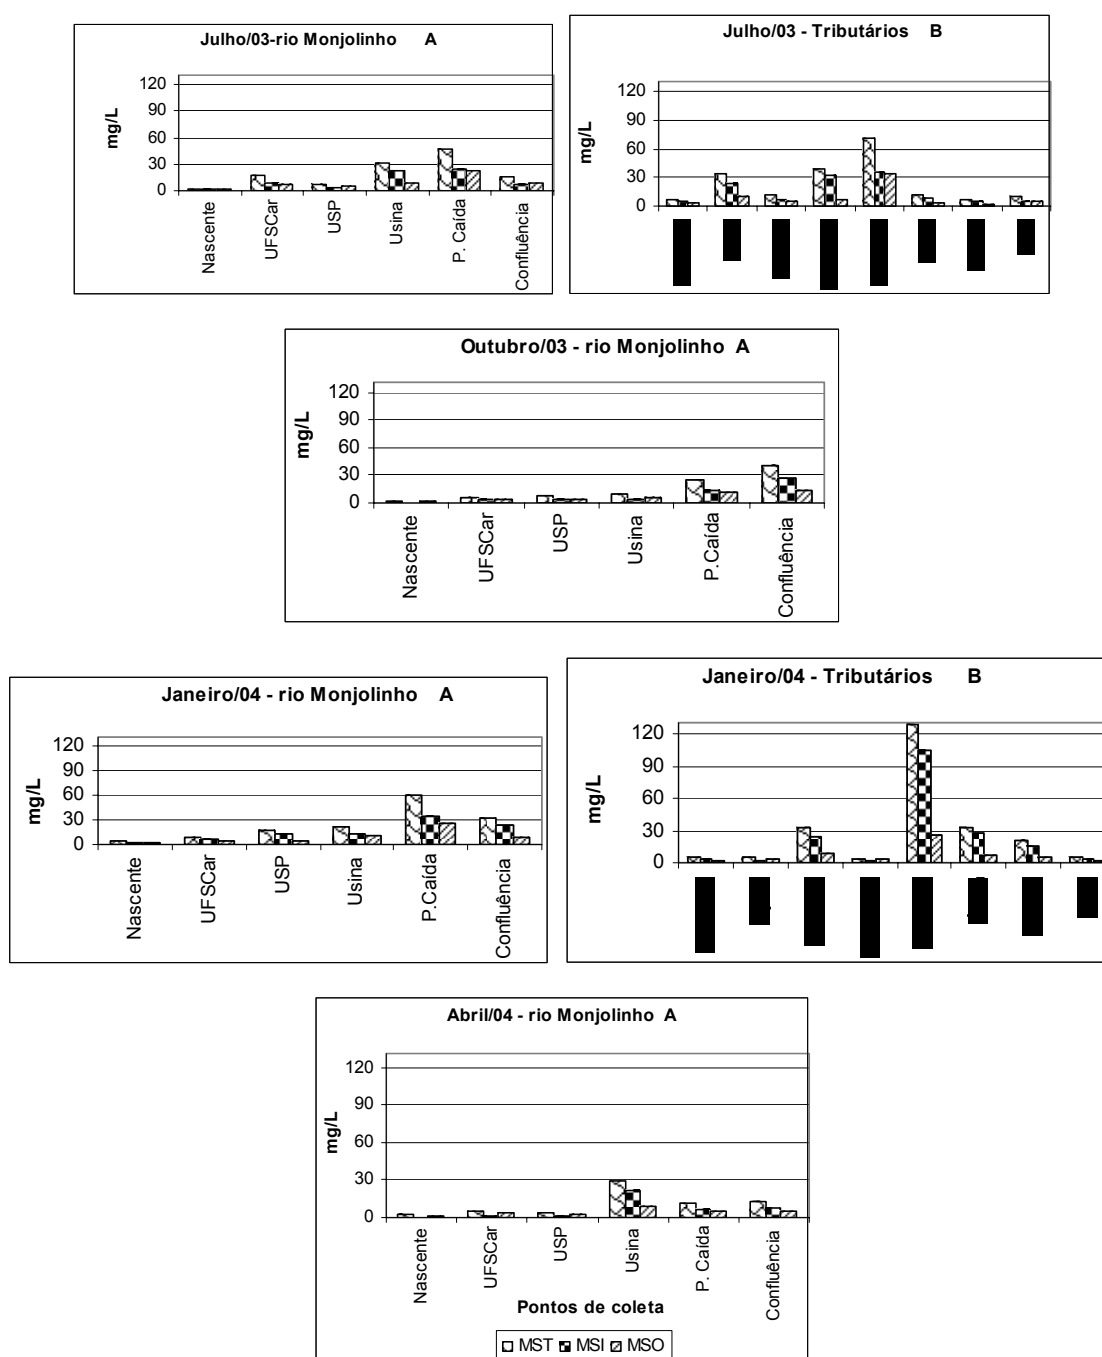 Julho/03-rio Monjolinho A
mg/L
120
90
60
30
0
Nascente
UFSCar
USP
Usina
P. Caída
Confluência
Julho/03 - Tributários B
mg/L
120
90
60
30
0
Outubro/03 - rio Monjolinho A
mg/L
120
90
60
30
0
Nascente
UFSCar
USP
Usina
P.Caída
Confluência
Janeiro/04 - rio Monjolinho A
mg/L
120
90
60
30
0
Nascente
UFSCar
USP
Usina
P.Caída
Confluência
Janeiro/04 - Tributários B
mg/L
120
90
60
30
0
Abril/04 - rio Monjolinho A
mg/L
120
90
60
30
0
Nascente
UFSCar
USP
Usina
P. Caída
Confluência
Pontos de coleta
MST MSI MSO